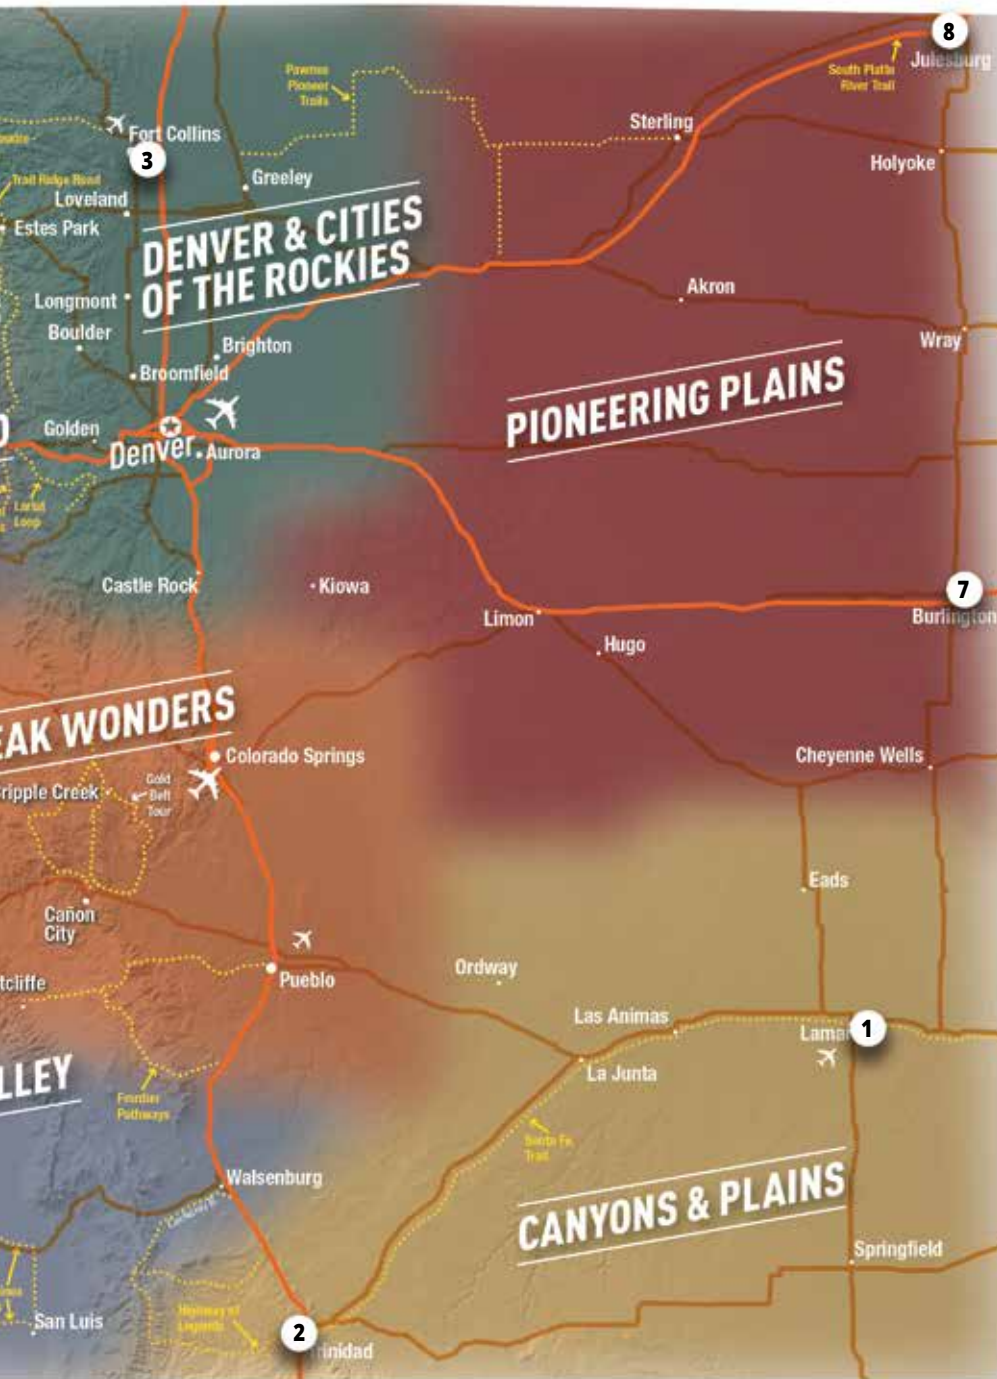 8
Julesburg
Pawnee
Pioneer
Trails
South Platte
River Trail
Sterling
Fort Collins
3
Holyoke
Greeley
Trail Ridge Road
Loveland
Estes Park
DENVER & CITIES
OF THE ROCKIES
Akron
Longmont
Boulder
Wray
Brighton
Broomfield
PIONEERING PLAINS
Golden
Denver
Aurora
Lariat
Loop
Castle Rock
Kiowa
7
Limon
Burlington
Hugo
EAK WONDERS
Colorado Springs
Cheyenne Wells
ripple Creek
Gold
Belt
Tour
Eads
Cañon
City
Ordway
Pueblo
tcliffe
Las Animas
Lamar
1
La Junta
LLEY
Frontier
Pathways
Santa Fe
Trail
Walsenburg
CANYONS & PLAINS
Springfield
Highway of
Legends
San Luis
2
Trinidad